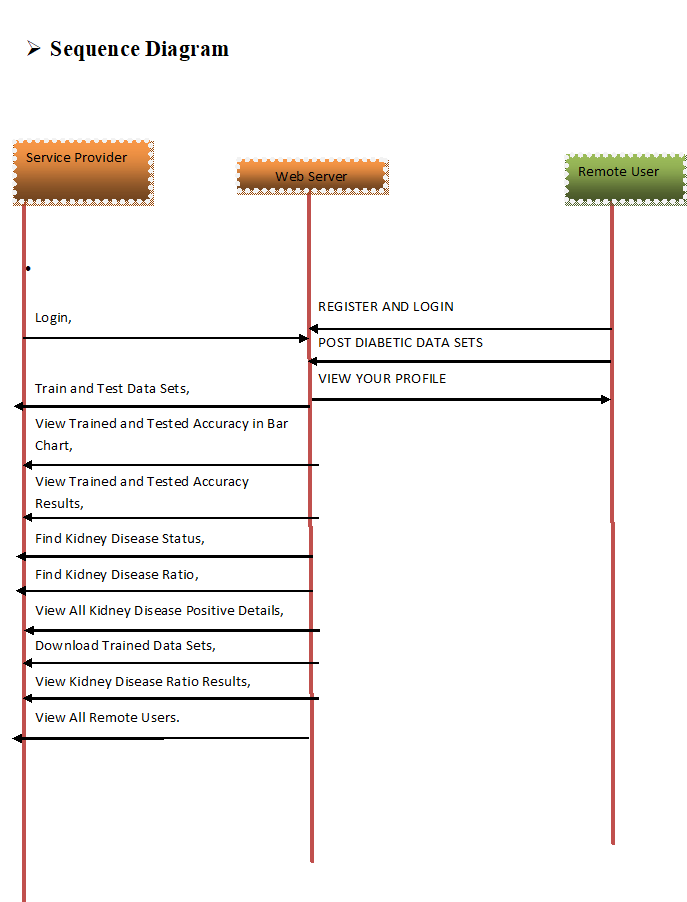 ➢ Sequence Diagram
Service Provider
Web Server
Remote User
•
REGISTER AND LOGIN
Login,
POST DIABETIC DATA SETS
VIEW YOUR PROFILE
Train and Test Data Sets,
View Trained and Tested Accuracy in Bar
Chart,
View Trained and Tested Accuracy
Results,
Find Kidney Disease Status,
Find Kidney Disease Ratio,
View All Kidney Disease Positive Details,
Download Trained Data Sets,
View Kidney Disease Ratio Results,
View All Remote Users.